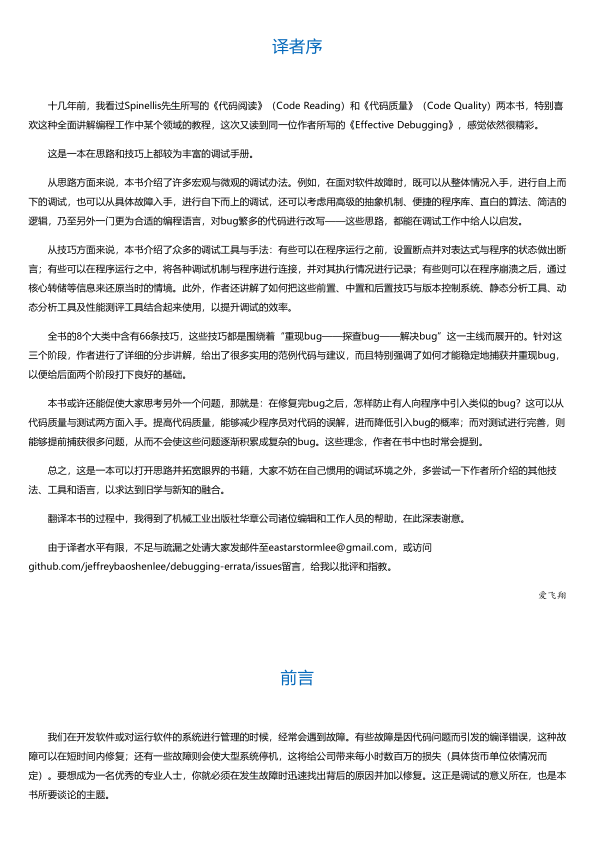 译者序
十几年前，我看过Spinellis先生所写的《代码阅读》（Code Reading）和《代码质量》（Code Quality）两本书，特别喜
欢这种全面讲解编程工作中某个领域的教程，这次又读到同一位作者所写的《Effective Debugging》，感觉依然很精彩。
这是一本在思路和技巧上都较为丰富的调试手册。
从思路方面来说，本书介绍了许多宏观与微观的调试办法。例如，在面对软件故障时，既可以从整体情况入手，进行自上而
下的调试，也可以从具体故障入手，进行自下而上的调试，还可以考虑用高级的抽象机制、便捷的程序库、直白的算法、简洁的
逻辑，乃至另外一门更为合适的编程语言，对bug繁多的代码进行改写——这些思路，都能在调试工作中给人以启发。
从技巧方面来说，本书介绍了众多的调试工具与手法：有些可以在程序运行之前，设置断点并对表达式与程序的状态做出断
言；有些可以在程序运行之中，将各种调试机制与程序进行连接，并对其执行情况进行记录；有些则可以在程序崩溃之后，通过
核心转储等信息来还原当时的情境。此外，作者还讲解了如何把这些前置、中置和后置技巧与版本控制系统、静态分析工具、动
态分析工具及性能测评工具结合起来使用，以提升调试的效率。
全书的8个大类中含有66条技巧，这些技巧都是围绕着“重现bug——探查bug——解决bug”这一主线而展开的。针对这
三个阶段，作者进行了详细的分步讲解，给出了很多实用的范例代码与建议，而且特别强调了如何才能稳定地捕获并重现bug，
以便给后面两个阶段打下良好的基础。
本书或许还能促使大家思考另外一个问题，那就是：在修复完bug之后，怎样防止有人向程序中引入类似的bug？这可以从
代码质量与测试两方面入手。提高代码质量，能够减少程序员对代码的误解，进而降低引入bug的概率；而对测试进行完善，则
能够提前捕获很多问题，从而不会使这些问题逐渐积累成复杂的bug。这些理念，作者在书中也时常会提到。
总之，这是一本可以打开思路并拓宽眼界的书籍，大家不妨在自己惯用的调试环境之外，多尝试一下作者所介绍的其他技
法、工具和语言，以求达到旧学与新知的融合。
翻译本书的过程中，我得到了机械工业出版社华章公司诸位编辑和工作人员的帮助，在此深表谢意。
由于译者水平有限，不足与疏漏之处请大家发邮件至eastarstormlee@gmail.com，或访问
github.com/jeffreybaoshenlee/debugging-errata/issues留言，给我以批评和指教。
爱飞翔
前言
我们在开发软件或对运行软件的系统进行管理的时候，经常会遇到故障。有些故障是因代码问题而引发的编译错误，这种故
障可以在短时间内修复；还有一些故障则会使大型系统停机，这将给公司带来每小时数百万的损失（具体货币单位依情况而
定）。要想成为一名优秀的专业人士，你就必须在发生故障时迅速找出背后的原因并加以修复。这正是调试的意义所在，也是本
书所要谈论的主题。